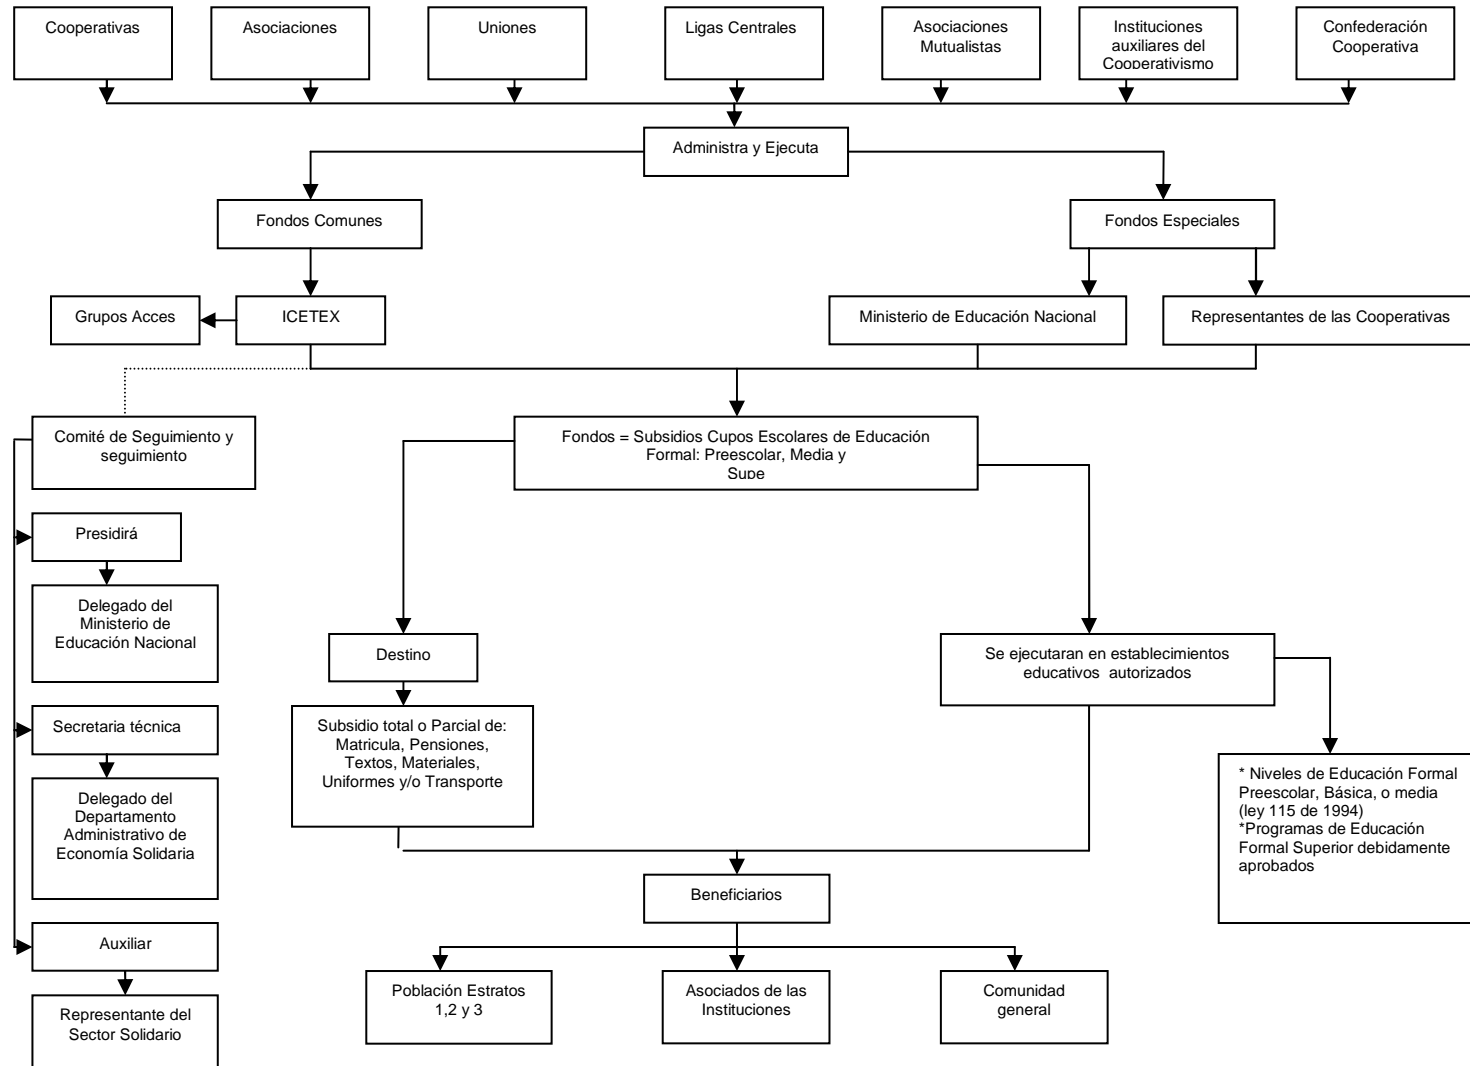 Cooperativas
Asociaciones
Uniones
Ligas Centrales
Asociaciones
Mutualistas
Instituciones
auxiliares del
Cooperativismo
Confederación
Cooperativa
Administra y Ejecuta
Fondos Comunes
Fondos Especiales
Grupos Acces
ICETEX
Ministerio de Educación Nacional
Representantes de las Cooperativas
Comité de Seguimiento y
seguimiento
Fondos = Subsidios Cupos Escolares de Educación
Formal: Preescolar, Media y
Supe
Presidirá
Delegado del
Ministerio de
Educación Nacional
Destino
Se ejecutaran en establecimientos
educativos autorizados
Secretaria técnica
Subsidio total o Parcial de:
Matricula, Pensiones,
Textos, Materiales,
Uniformes y/o Transporte
* Niveles de Educación Formal
Preescolar, Básica, o media
(ley 115 de 1994)
*Programas de Educación
Formal Superior debidamente
aprobados
Delegado del
Departamento
Administrativo de
Economía Solidaria
Beneficiarios
Auxiliar
Población Estratos
1,2 y 3
Asociados de las
Instituciones
Comunidad
general
Representante del
Sector Solidario